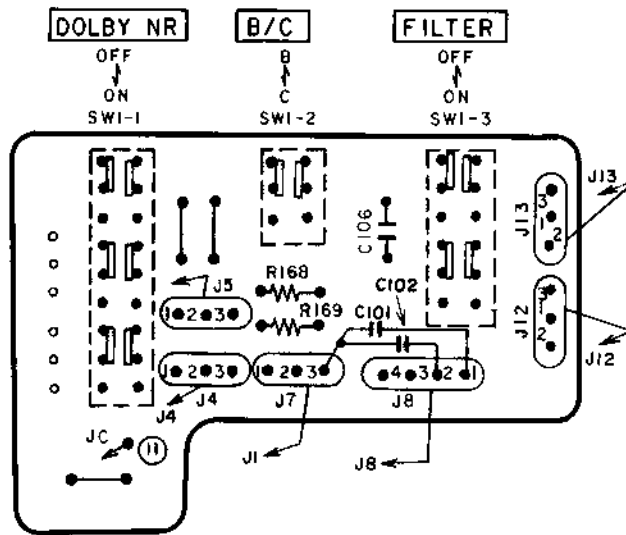 DOLBY NR B/C FILTER
OFF B OFF
ON C ON
SW1-1 SW1-2 SW1-3
J13
3
J13
1
2
C106
J5
R168
C102
1 2 3
R169
C101
J12
3
1
2
J12
1 2 3
1 2 3
4 3 2 1
J4
J4
J7
J8
JC
11
J1
J8